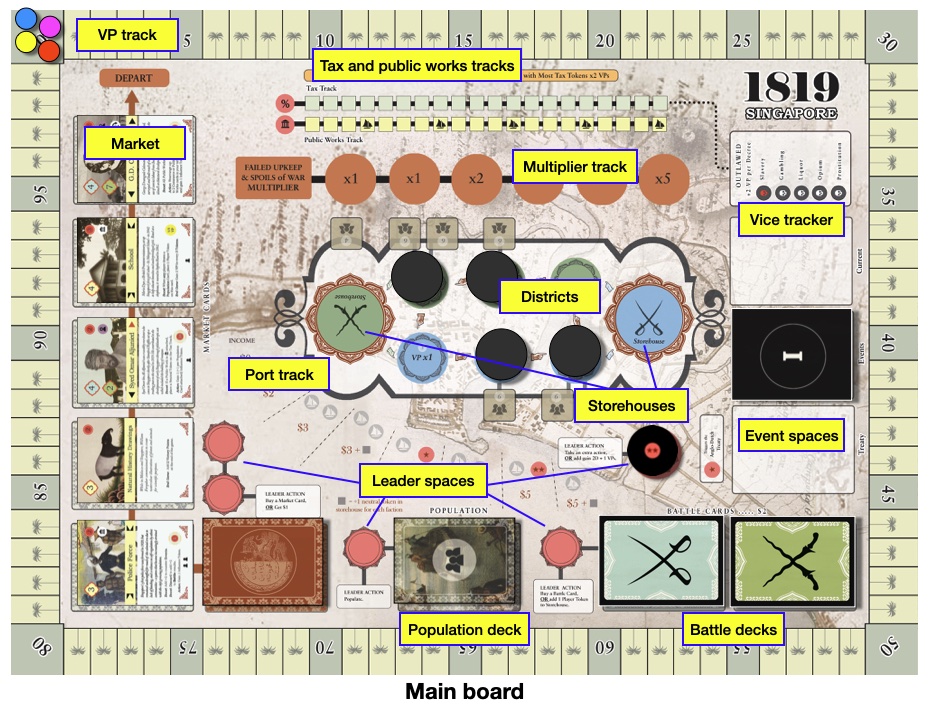 VP track
5
10
15
20
25
30
DEPART
Tax and public works tracks
with Most Tax Tokens x2 VPs
Tax Track
%
Public Works Track
1819
SINGAPORE
Market
FAILED UPKEEP
& SPOILS of WAR
MULTIPLIER
x1
x1
x2
Multiplier track
x5
OUTLAWED
+2 VP per Decree
Slavery
Gambling
Liquor
Opium
Prostitution
Vice tracker
95
35
School
Current
MARKET CARDS
Storehouse
Districts
Storehouse
INCOME
VP x1
90
40
Syed Omar Aljunied
I
Events
Port track
$2
Storehouses
$3
$3 +
Natural History Drawings
LEADER ACTION
Take an extra action,
OR add gain 20 + 1 VPs.
Event spaces
Treaty
85
45
Leader spaces
$5
$5 +
LEADER ACTION
Buy a Market Card,
OR Get $1
+1 neutral token in
storehouse for each faction
POPULATION
BATTLE CARDS ..... $2
Police Force
LEADER ACTION
Populate.
LEADER ACTION
Buy a Battle Card,
OR add 1 Player Token
to Storehouse.
Population deck
Battle decks
80
75
70
65
60
55
50
Main board